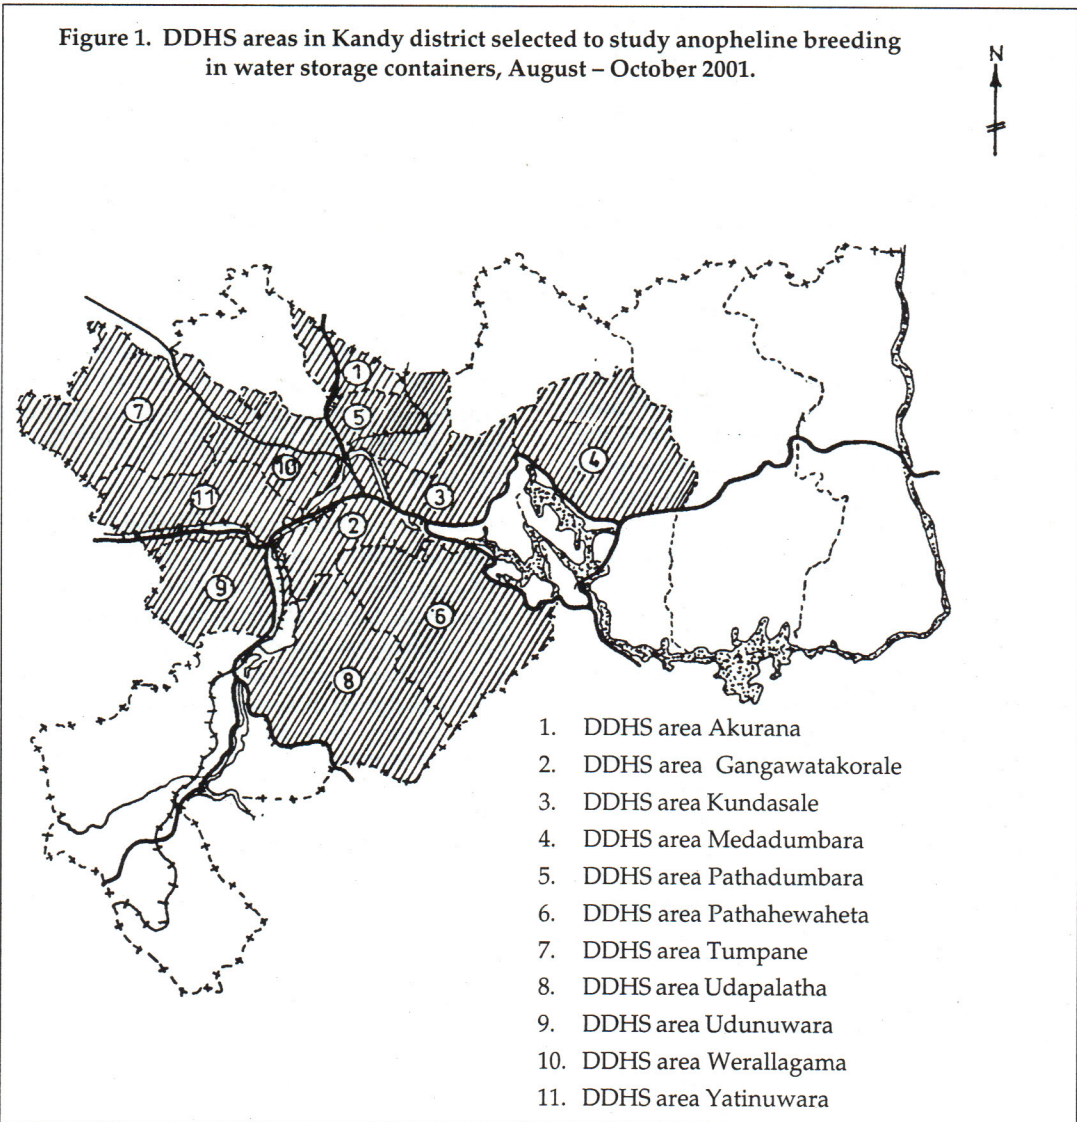 Figure 1. DDHS areas in Kandy district selected to study anopheline breeding
in water storage containers, August – October 2001.
N
1
5
7
10
4
11
3
2
9
6
8
1. DDHS area Akurana
2. DDHS area Gangawatakorale
3. DDHS area Kundasale
4. DDHS area Medadumbara
5. DDHS area Pathadumbara
6. DDHS area Pathahewaheta
7. DDHS area Tumpane
8. DDHS area Udapalatha
9. DDHS area Udunuwara
10. DDHS area Werallagama
11. DDHS area Yatinuwara